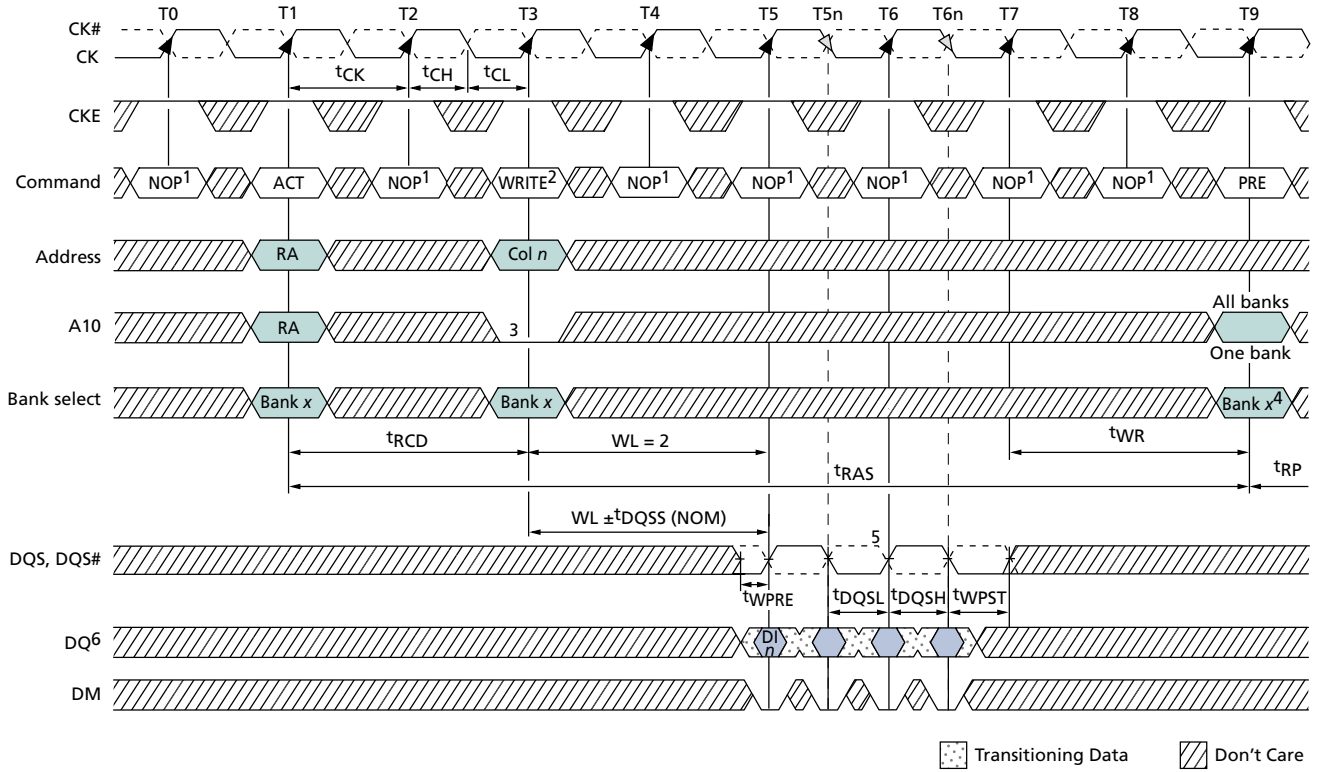 T0 T1 T2 T3 T4 T5 T5n T6 T6n T7 T8 T9
CK#
CK
tCK tCH tCL
CKE
Command NOP1 ACT NOP1 WRITE2 NOP1 NOP1 NOP1 NOP1 NOP1 PRE
Address RA Col n
All banks
A10 RA 3
One bank
Bank select Bank x Bank x Bank x4
tRCD WL = 2 tWR
tRAS tRP
WL ±tDQSS (NOM)
5
DQS, DQS#
tWPRE tDQSL tDQSH tWPST
DQ6 DI
n
DM
Transitioning Data Don't Care